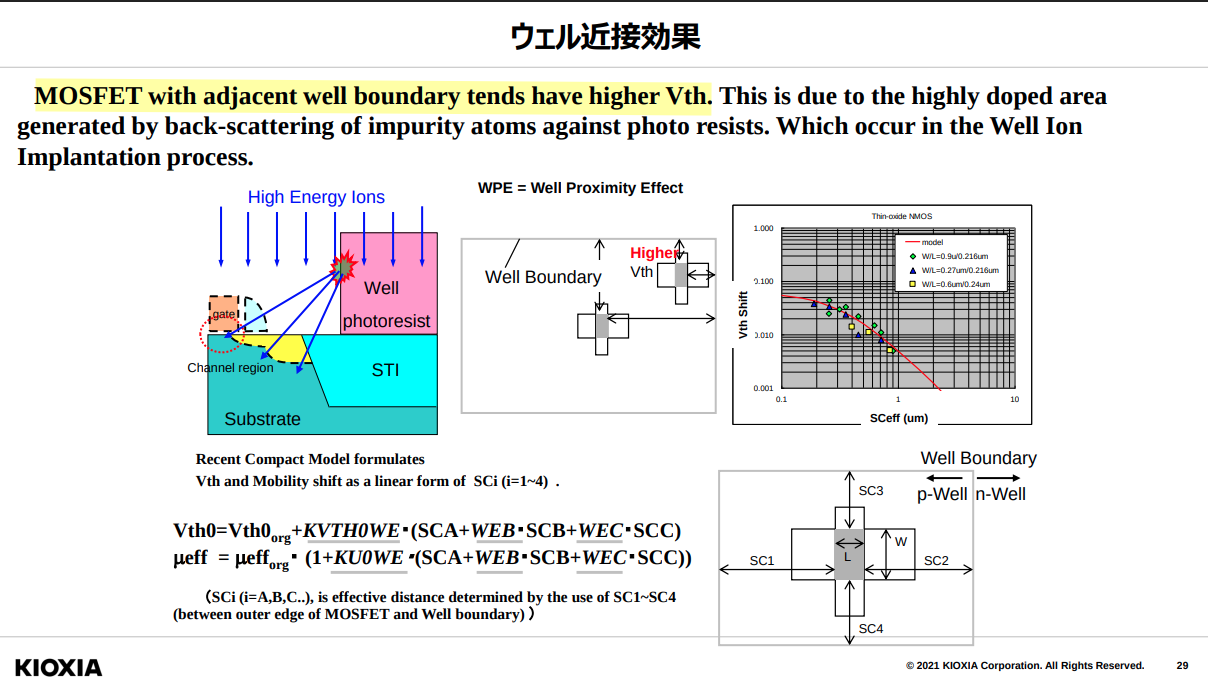 ウェル近接効果
MOSFET with adjacent well boundary tends have higher Vth. This is due to the highly doped area
generated by back-scattering of impurity atoms against photo resists. Which occur in the Well Ion
Implantation process.
WPE = Well Proximity Effect
High Energy Ions
Well
photoresist
gate
Channel region
STI
Substrate
Well Boundary
Higher
Vth
Thin-oxide NMOS
1.000
0.100
0.010
0.001
Vth Shift
model
W/L=0.9u/0.216um
W/L=0.27um/0.216um
W/L=0.6um/0.24um
0.1
1
10
SCeff (um)
Recent Compact Model formulates
Vth and Mobility shift as a linear form of SCi (i=1~4) .
Vth0=Vth0org+KVTH0WE･(SCA+WEB･SCB+WEC･SCC)
μeff = μefforg･ (1+KU0WE･(SCA+WEB･SCB+WEC･SCC))
（SCi (i=A,B,C..), is effective distance determined by the use of SC1~SC4
(between outer edge of MOSFET and Well boundary)）
Well Boundary
p-Well
n-Well
SC3
W
L
SC1
SC2
SC4
KIOXIA
© 2021 KIOXIA Corporation. All Rights Reserved.
29